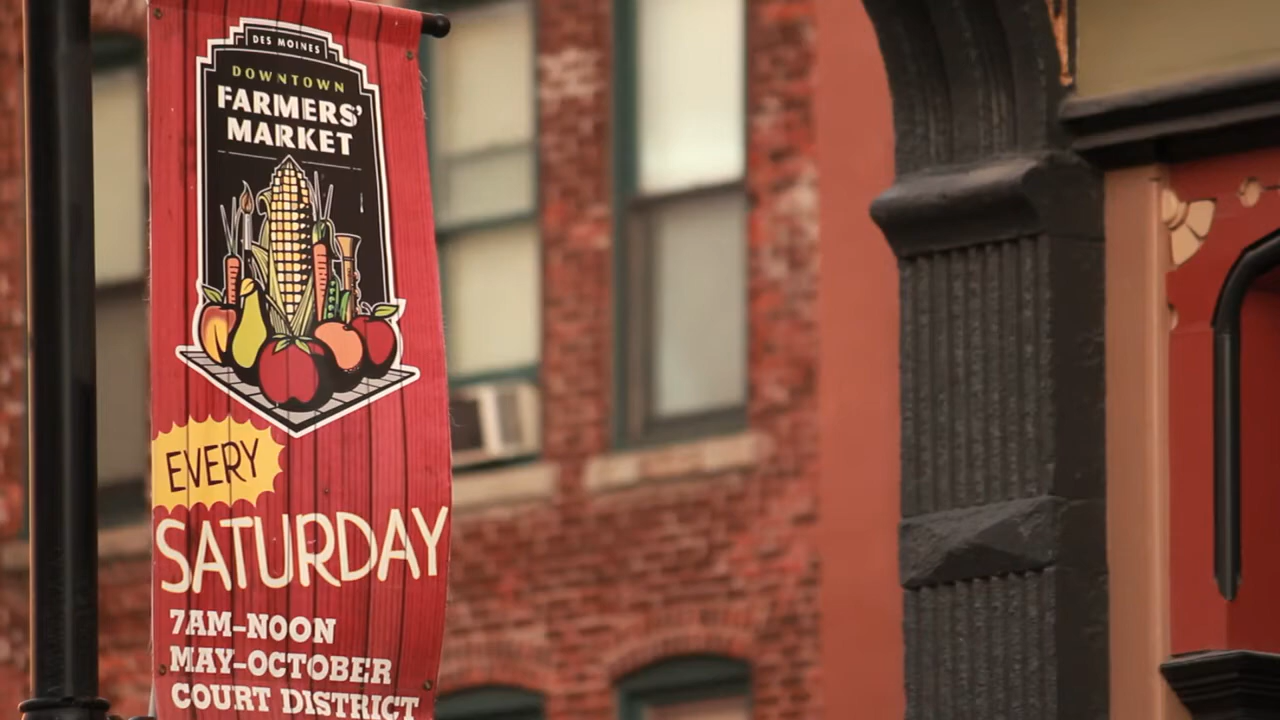 DES MOINES
DOWNTOWN
FARMERS'
MARKET
EVERY
SATURDAY
7AM–NOON
MAY–OCTOBER
COURT DISTRICT